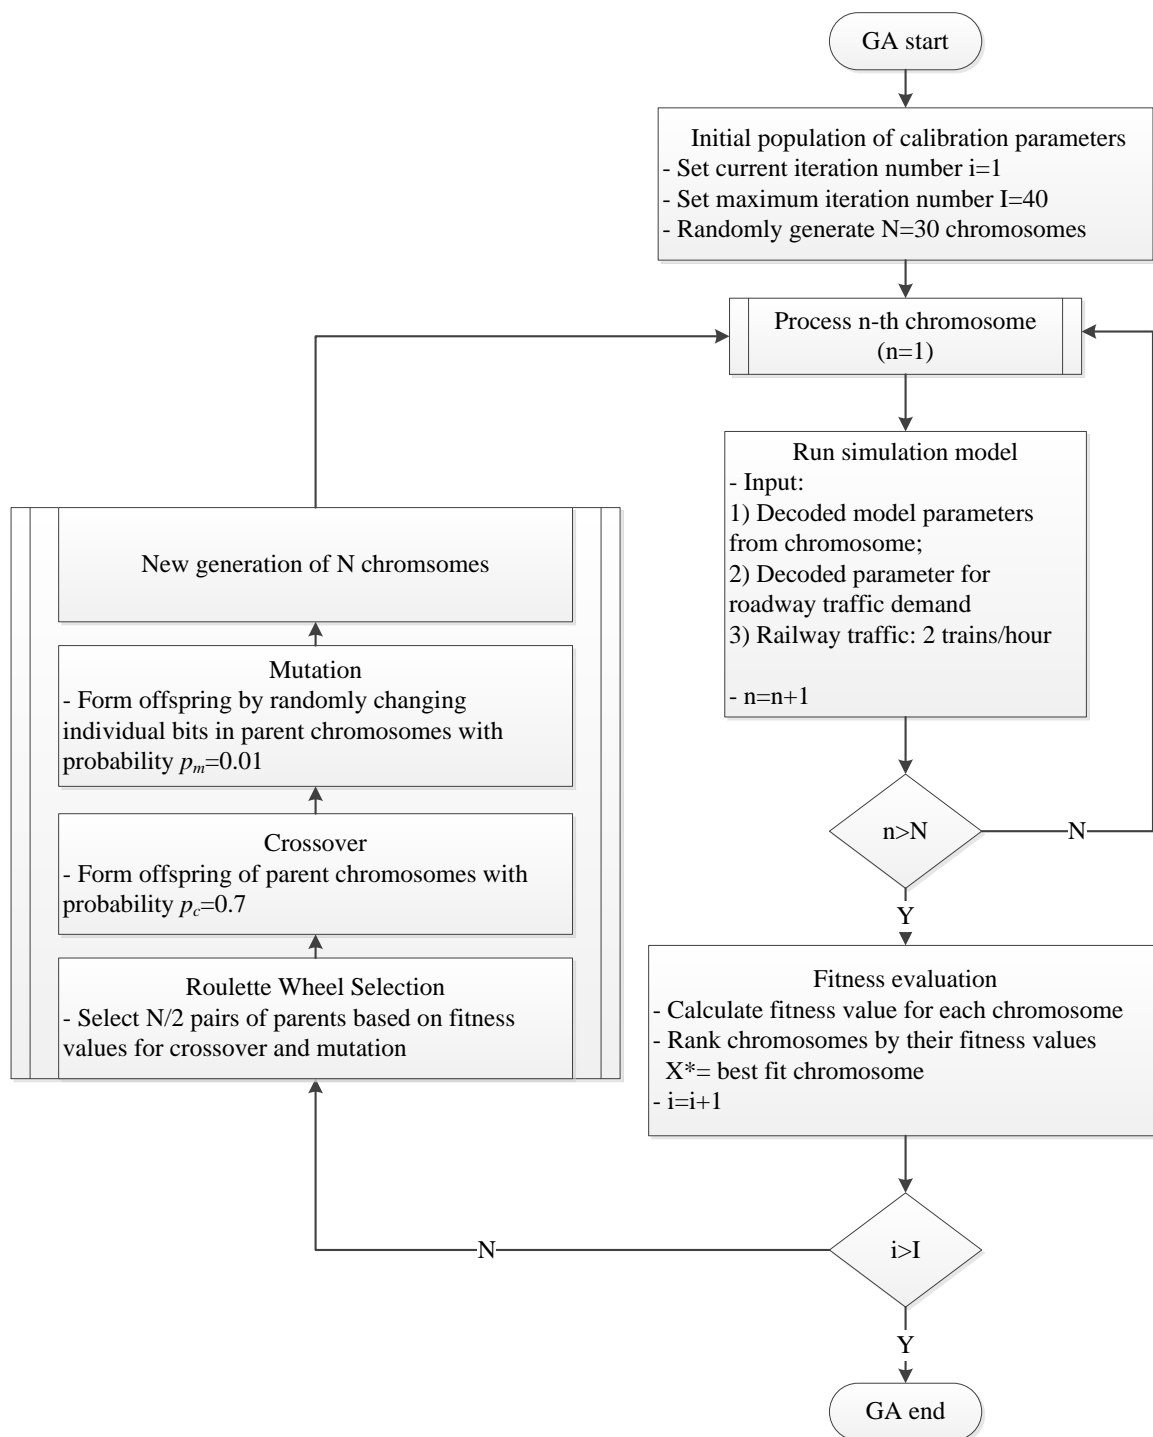 GA start
Initial population of calibration parameters
- Set current iteration number i=1
- Set maximum iteration number I=40
- Randomly generate N=30 chromosomes
Process n-th chromosome
(n=1)
Run simulation model
- Input:
1) Decoded model parameters
from chromosome;
2) Decoded parameter for
roadway traffic demand
3) Railway traffic: 2 trains/hour
- n=n+1
n>N
N
Y
Fitness evaluation
- Calculate fitness value for each chromosome
- Rank chromosomes by their fitness values
X*= best fit chromosome
- i=i+1
i>I
N
Y
GA end
New generation of N chromsomes
Mutation
- Form offspring by randomly changing
individual bits in parent chromosomes with
probability pm=0.01
Crossover
- Form offspring of parent chromosomes with
probability pc=0.7
Roulette Wheel Selection
- Select N/2 pairs of parents based on fitness
values for crossover and mutation